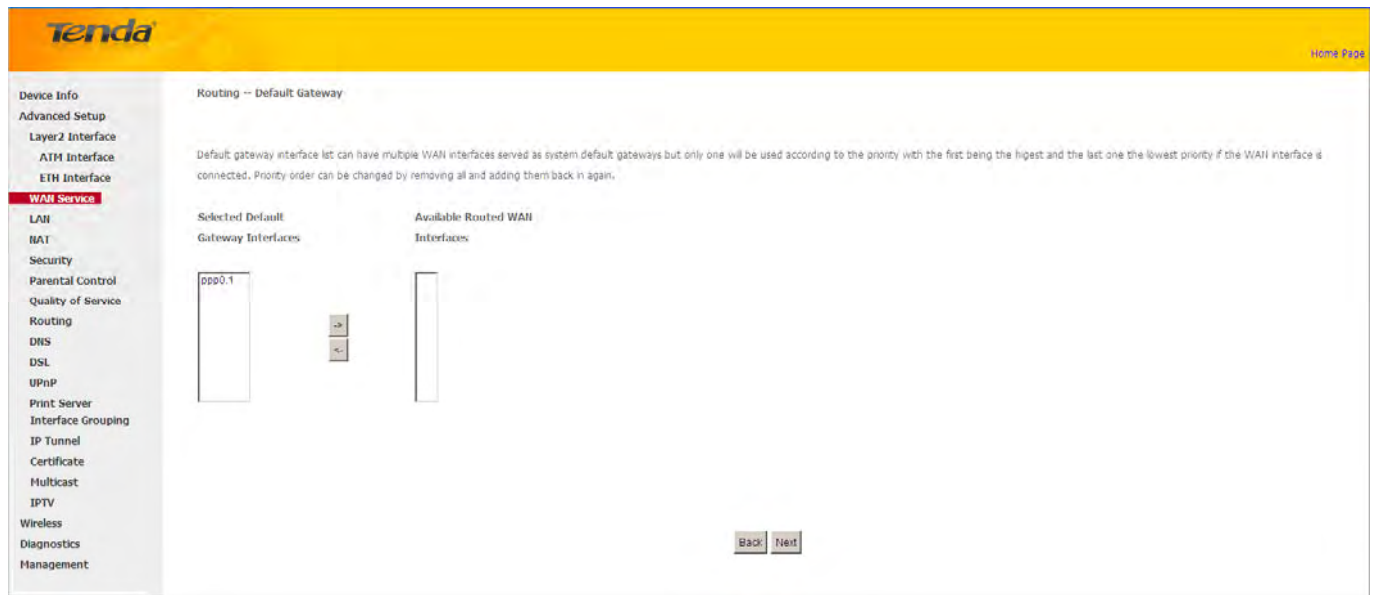 Tenda
Home Page
Device Info
Advanced Setup
Layer2 Interface
ATM Interface
ETH Interface
WAN Service
LAN
NAT
Security
Parental Control
Quality of Service
Routing
DNS
DSL
UPnP
Print Server
Interface Grouping
IP Tunnel
Certificate
Multicast
IPTV
Wireless
Diagnostics
Management
Routing -- Default Gateway
Default gateway interface list can have multiple WAN interfaces served as system default gateways but only one will be used according to the priority with the first being the higest and the last one the lowest priority if the WAN interface is
connected. Priority order can be changed by removing all and adding them back in again.
Selected Default
Gateway Interfaces
Available Routed WAN
Interfaces
ppp0.1
->
<-
Back Next